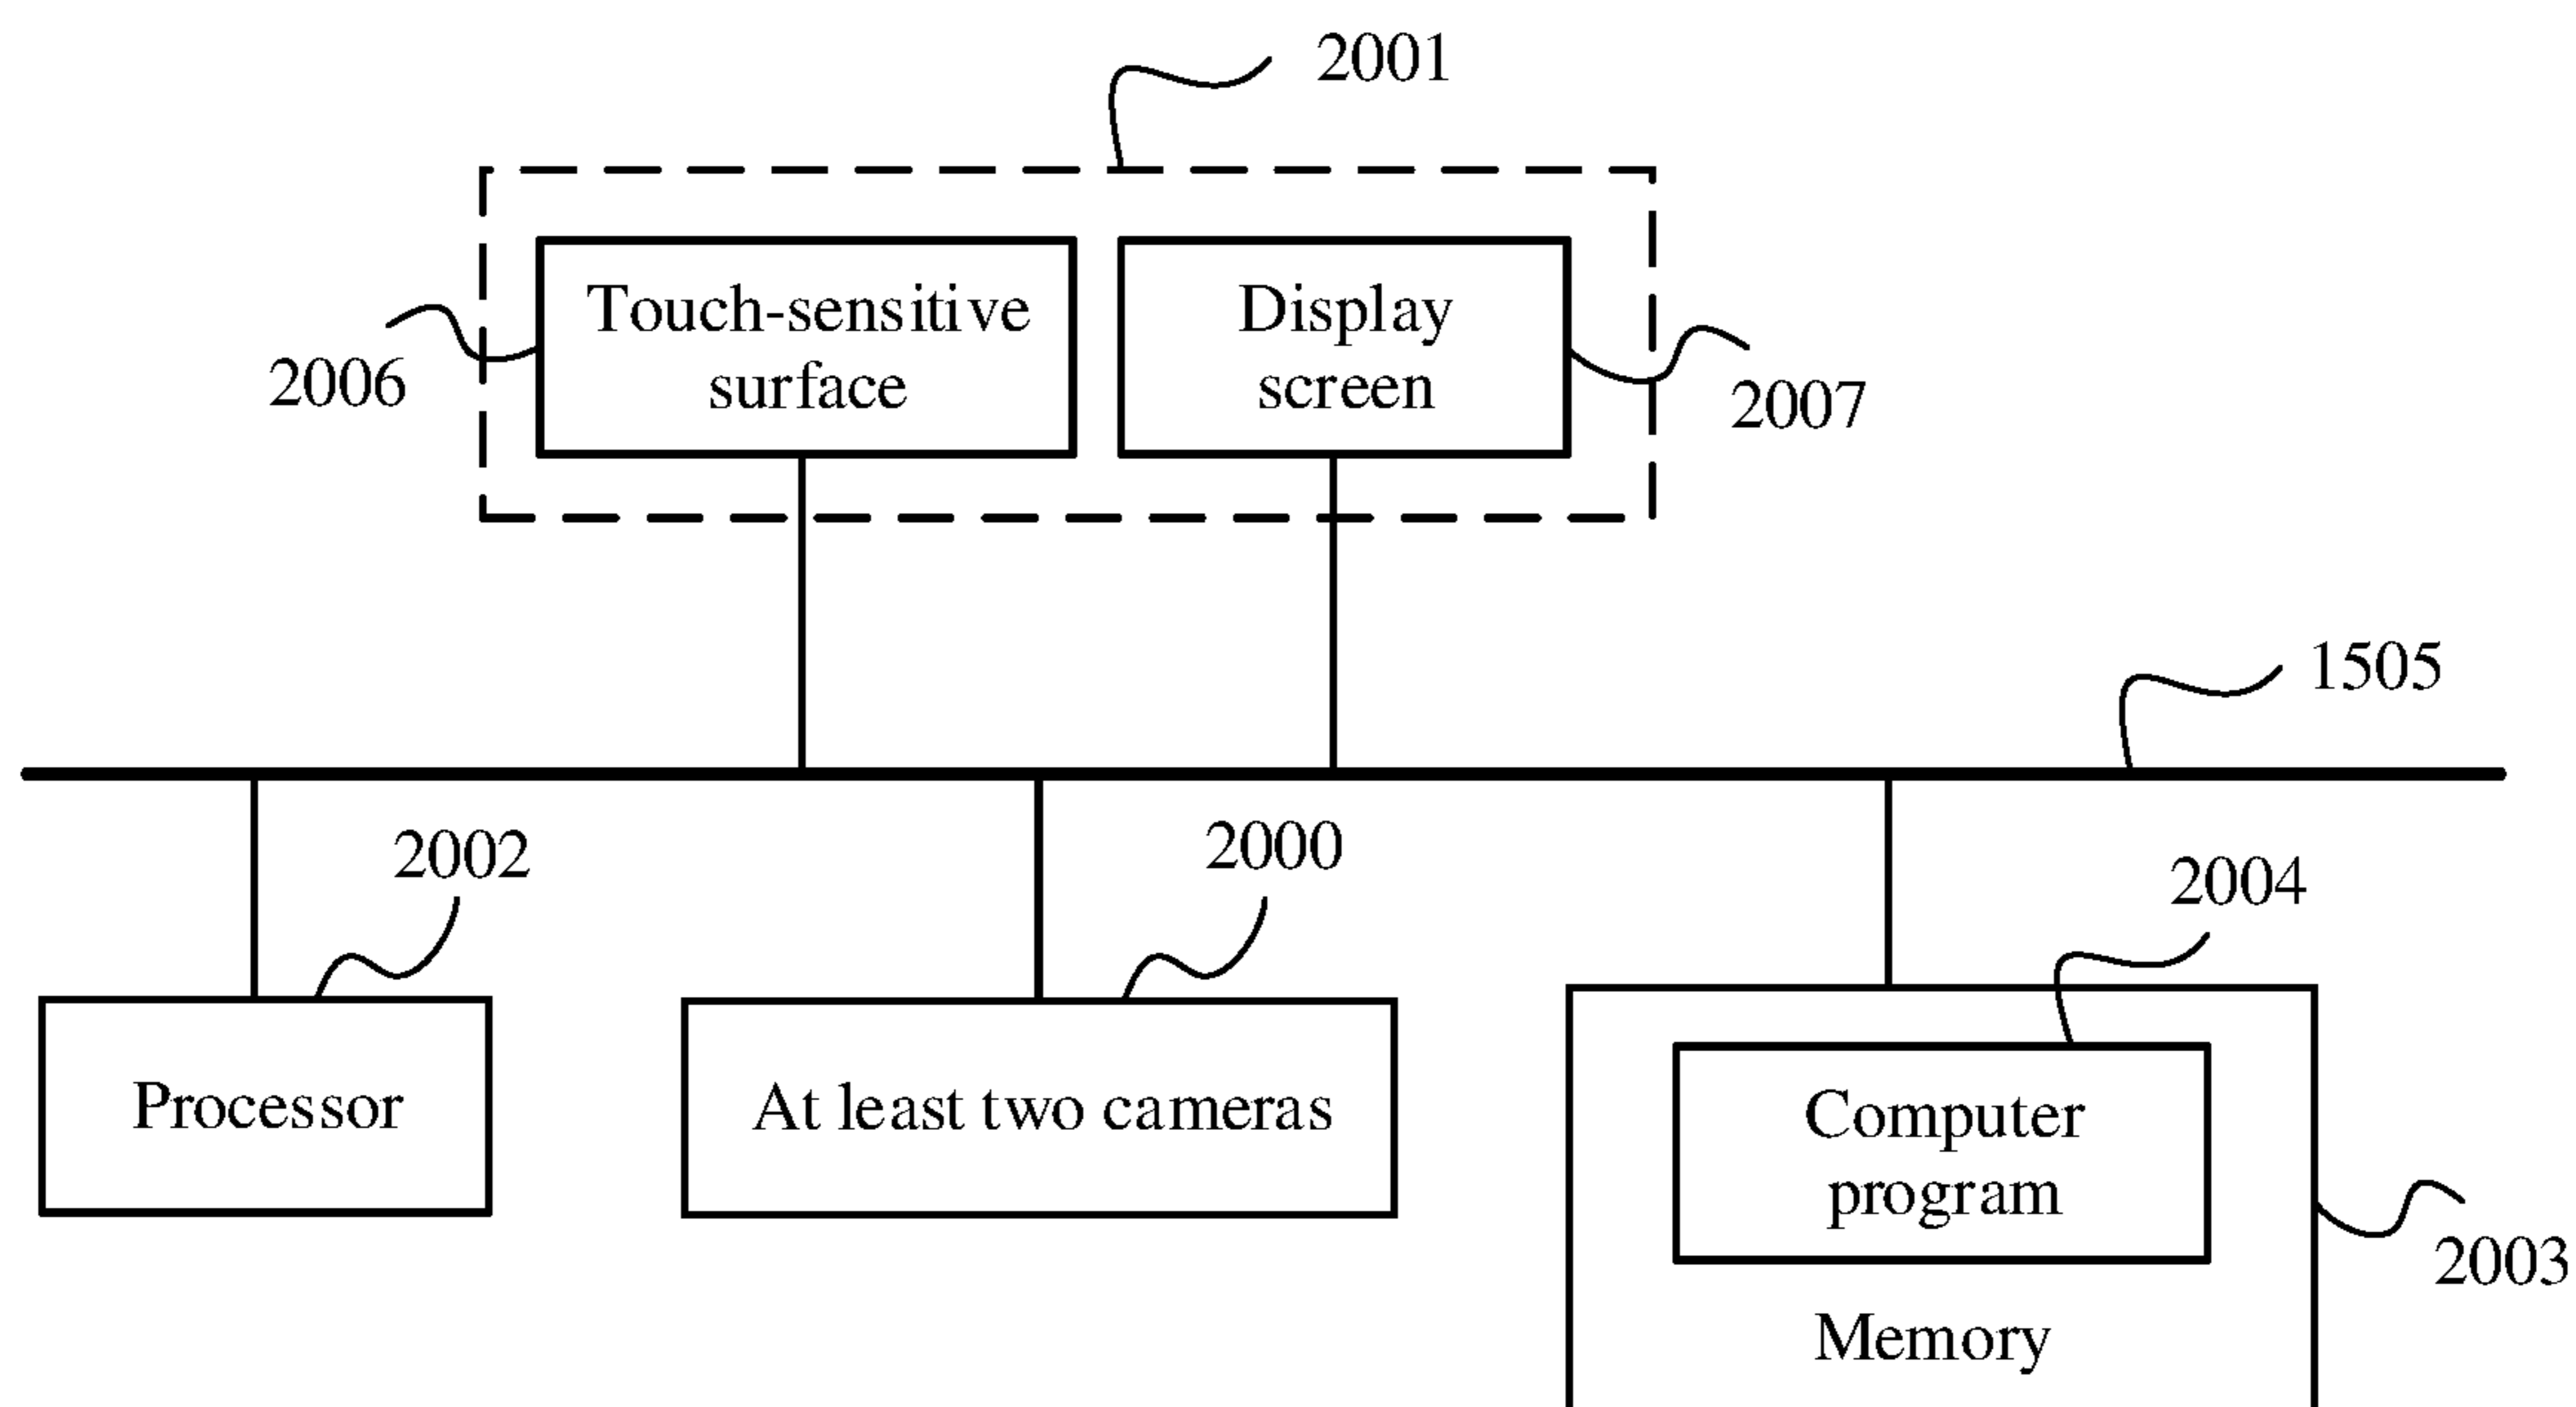 2001
Touch-sensitive
surface
Display
screen
2006
2007
1505
2002
2000
2004
Processor
At least two cameras
Computer
program
2003
Memory